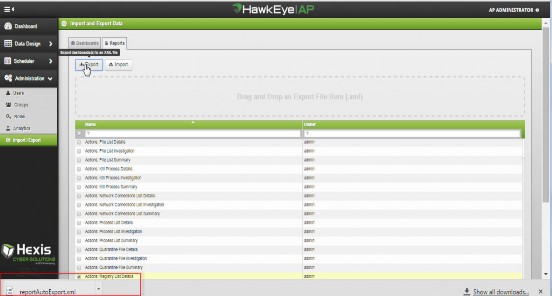 HawkEye|AP
AP ADMINISTRATOR
Dashboard
Import and Export Data
Data Design
Dashboards
Reports
Export dashboard(s) to an XML file
Scheduler
Export
Import
Administration
Users
Groups
Roles
Analytics
Import / Export
Drag and Drop an Export File Here (.xml)
Name
Owner
Actions: File List Details admin
Actions: File List Investigation admin
Actions: File List Summary admin
Actions: Kill Process Details admin
Actions: Kill Process Investigation admin
Actions: Kill Process Summary admin
Actions: Network Connections List Details admin
Actions: Network Connections List Investigation admin
Actions: Network Connections List Summary admin
Actions: Process List Details admin
Actions: Process List Investigation admin
Actions: Process List Summary admin
Actions: Quarantine File Details admin
Actions: Quarantine File Investigation admin
Actions: Quarantine File Summary admin
Actions: Registry List Details admin
Hexis
CYBER SOLUTIONS
reportAutoExport.xml
Show all downloads...